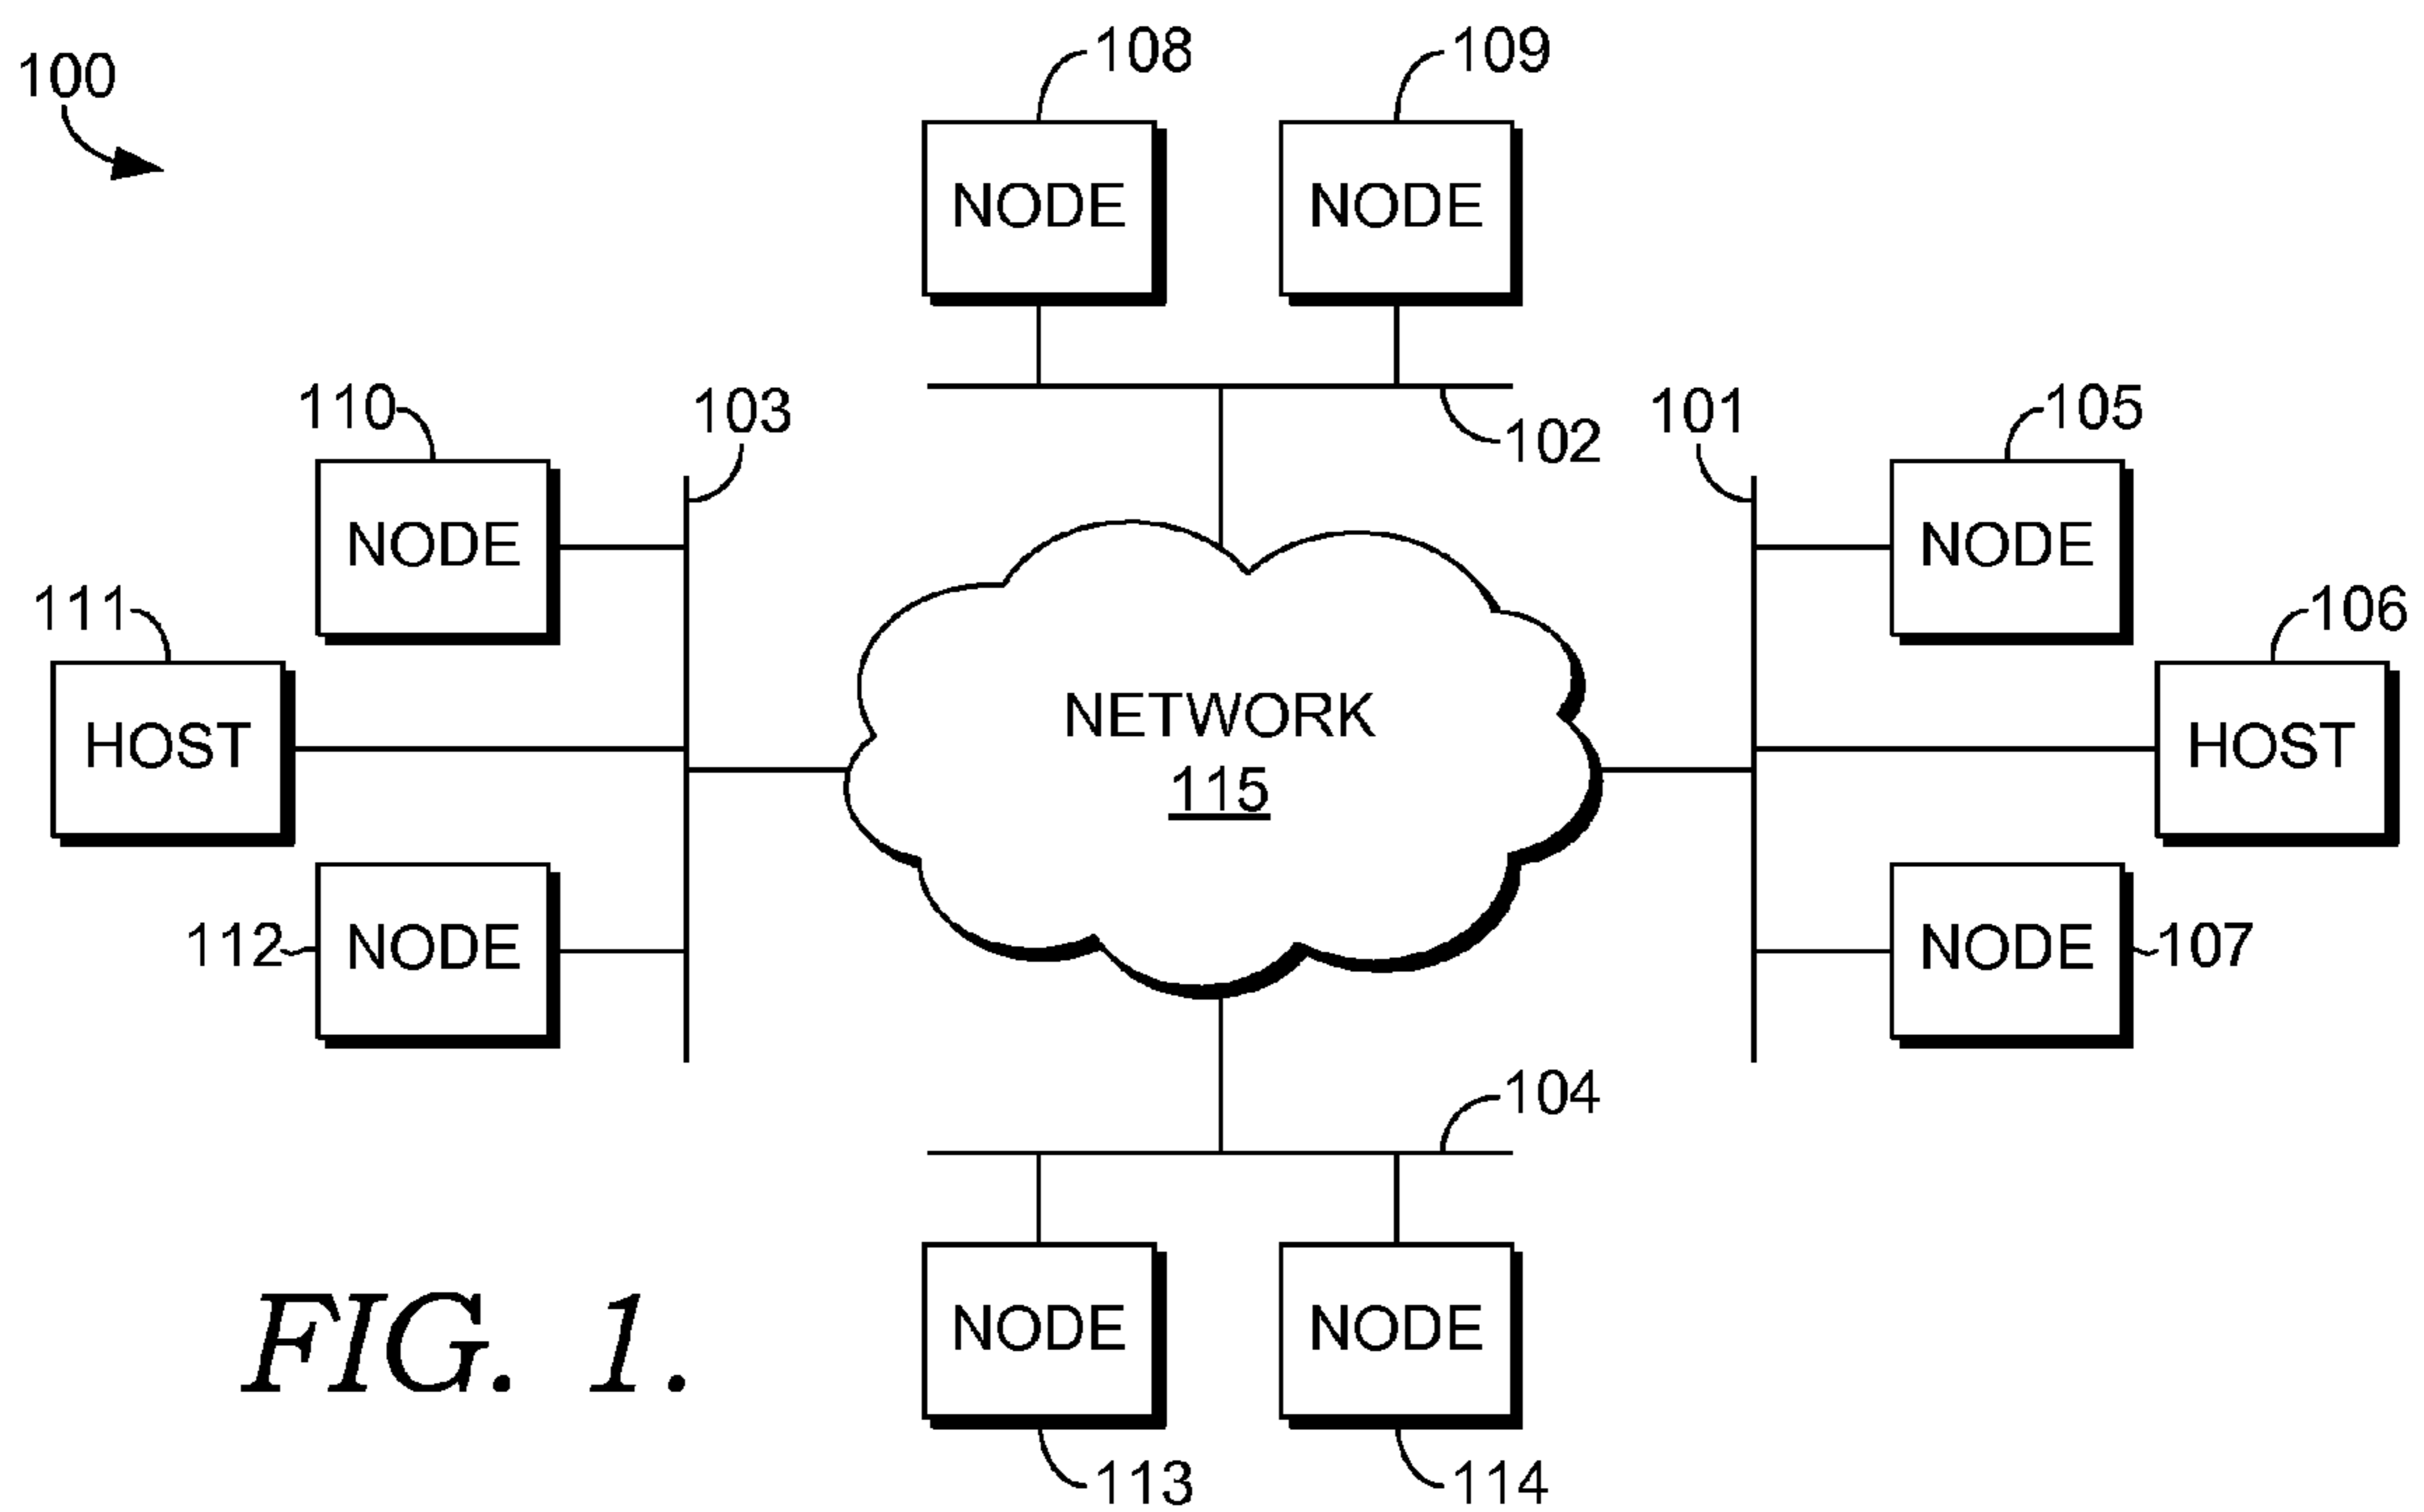 100
108
109
NODE
NODE
102
110
103
101
105
NODE
NODE
111
106
HOST
NETWORK
115
HOST
112
NODE
NODE
107
104
NODE
NODE
113
114
FIG. 1.